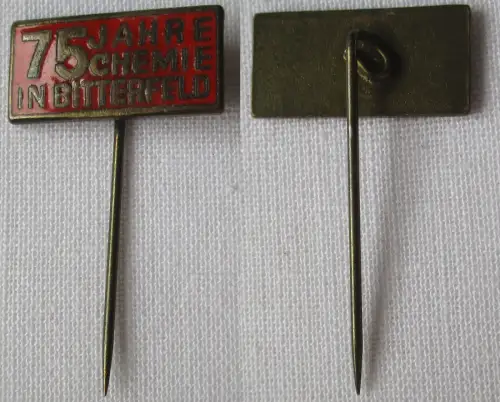 75 JAHRE
CHEMIE
IN BITTERFELD